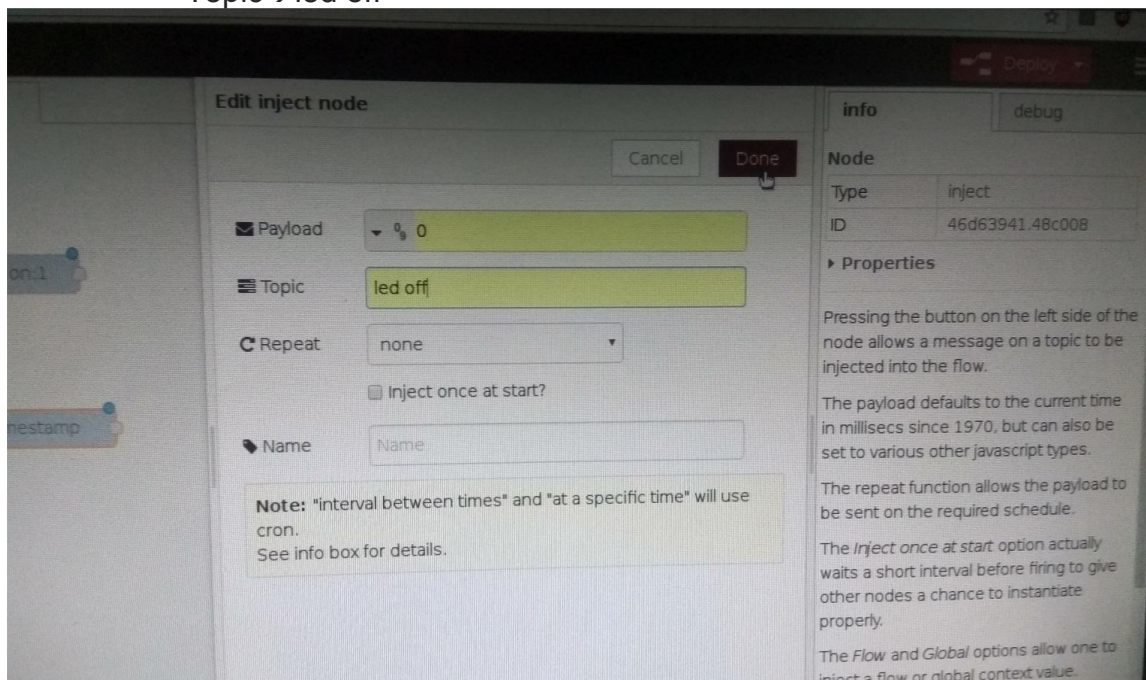 Deploy
Edit inject node
info
debug
Cancel
Done
Node
Type
inject
ID
46d63941.48c008
Payload
0
Topic
led off
Properties
on:1
Repeat
none
Inject once at start?
nestamp
Name
Name
Note: "interval between times" and "at a specific time" will use
cron.
See info box for details.
Pressing the button on the left side of the
node allows a message on a topic to be
injected into the flow.
The payload defaults to the current time
in millisecs since 1970, but can also be
set to various other javascript types.
The repeat function allows the payload to
be sent on the required schedule.
The Inject once at start option actually
waits a short interval before firing to give
other nodes a chance to instantiate
properly.
The Flow and Global options allow one to
inject a flow or global context value.